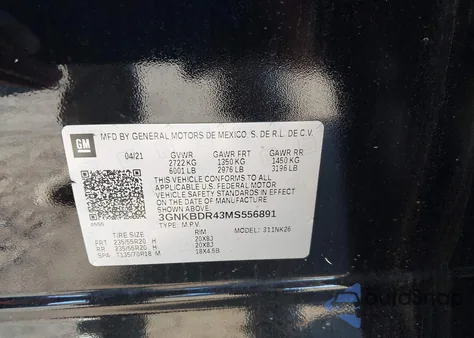 GM
MFD BY GENERAL MOTORS DE MEXICO, S. DE R.L. DE C.V.
04/21 GVWR GAWR FRT GAWR RR
2722 KG 1350 KG 1450 KG
6001 LB 2976 LB 3196 LB
THIS VEHICLE CONFORMS TO ALL APPLICABLE
U.S. FEDERAL MOTOR VEHICLE SAFETY STANDARDS IN EFFECT ON
THE DATE OF MANUFACTURE SHOWN ABOVE.
3GNKBDR43MS556891
TYPE: M.P.V. MODEL: 311NK26
RIM
FRT 235/55R20 H 20X8J
RR 235/55R20 H 20X8J
SPA T135/70R18 M 18X4.5B
AutoSnap